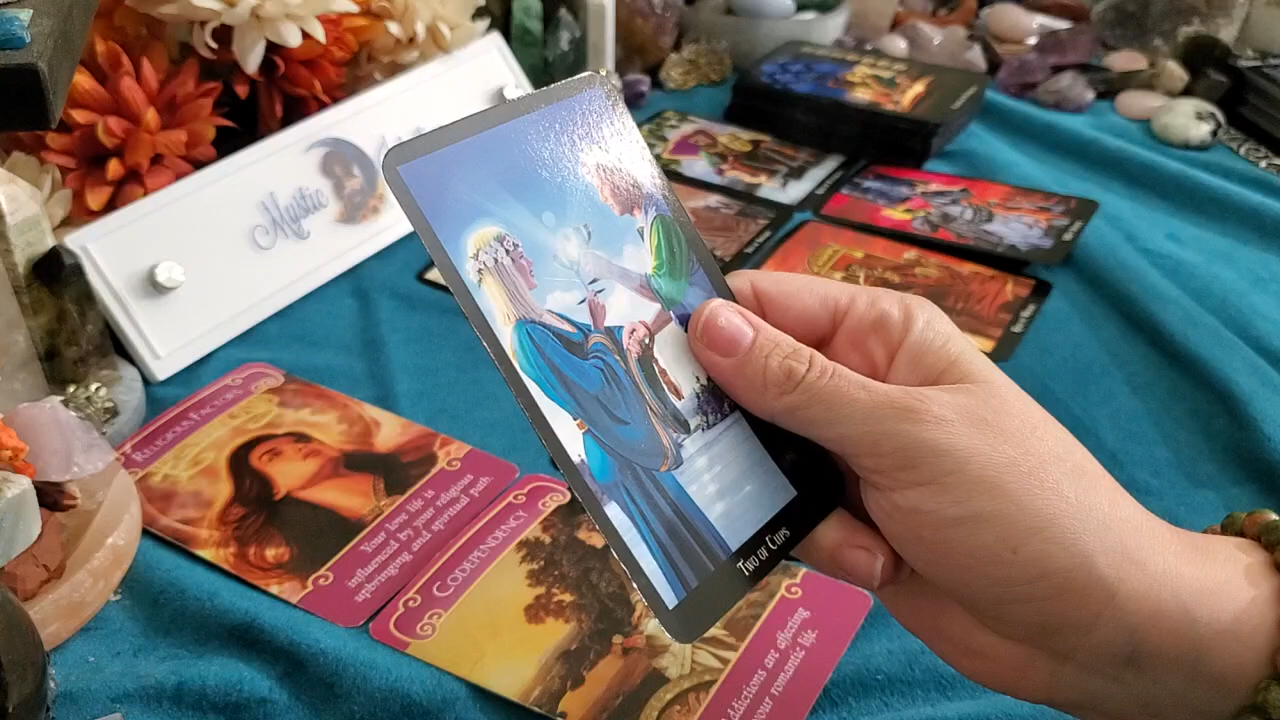 Mystic
RELIGIOUS FACTORS
Your love life is
influenced by your religious
upbringing and spiritual path.
CODEPENDENCY
Addictions are affecting
your romantic life.
TWO OF CUPS